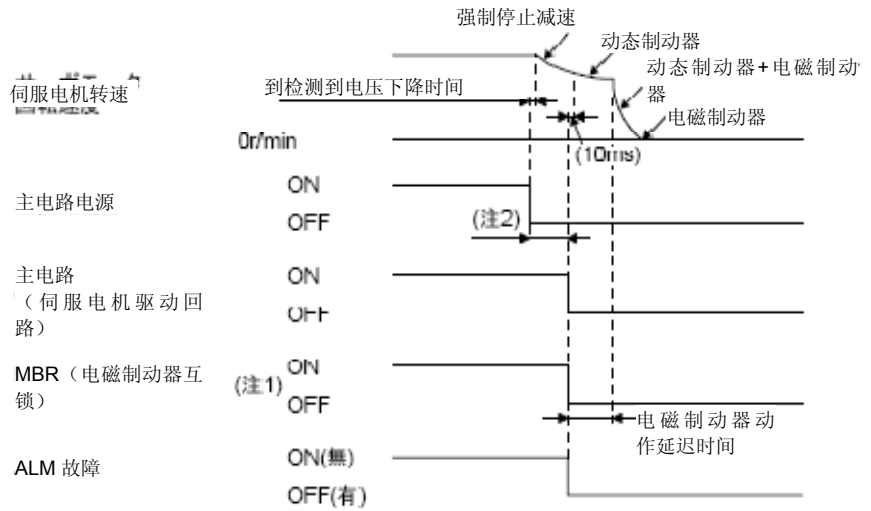 强制停止减速
动态制动器
动态制动器+电磁制动
器
电磁制动器
伺服电机转速
到检测到电压下降时间
0r/min
(10ms)
主电路电源
ON
OFF
(注2)
主电路
（伺服电机驱动回
路）
ON
OFF
MBR（电磁制动器互
锁）
(注1)
ON
OFF
电磁制动器动
作延迟时间
ALM 故障
ON(無)
OFF(有)